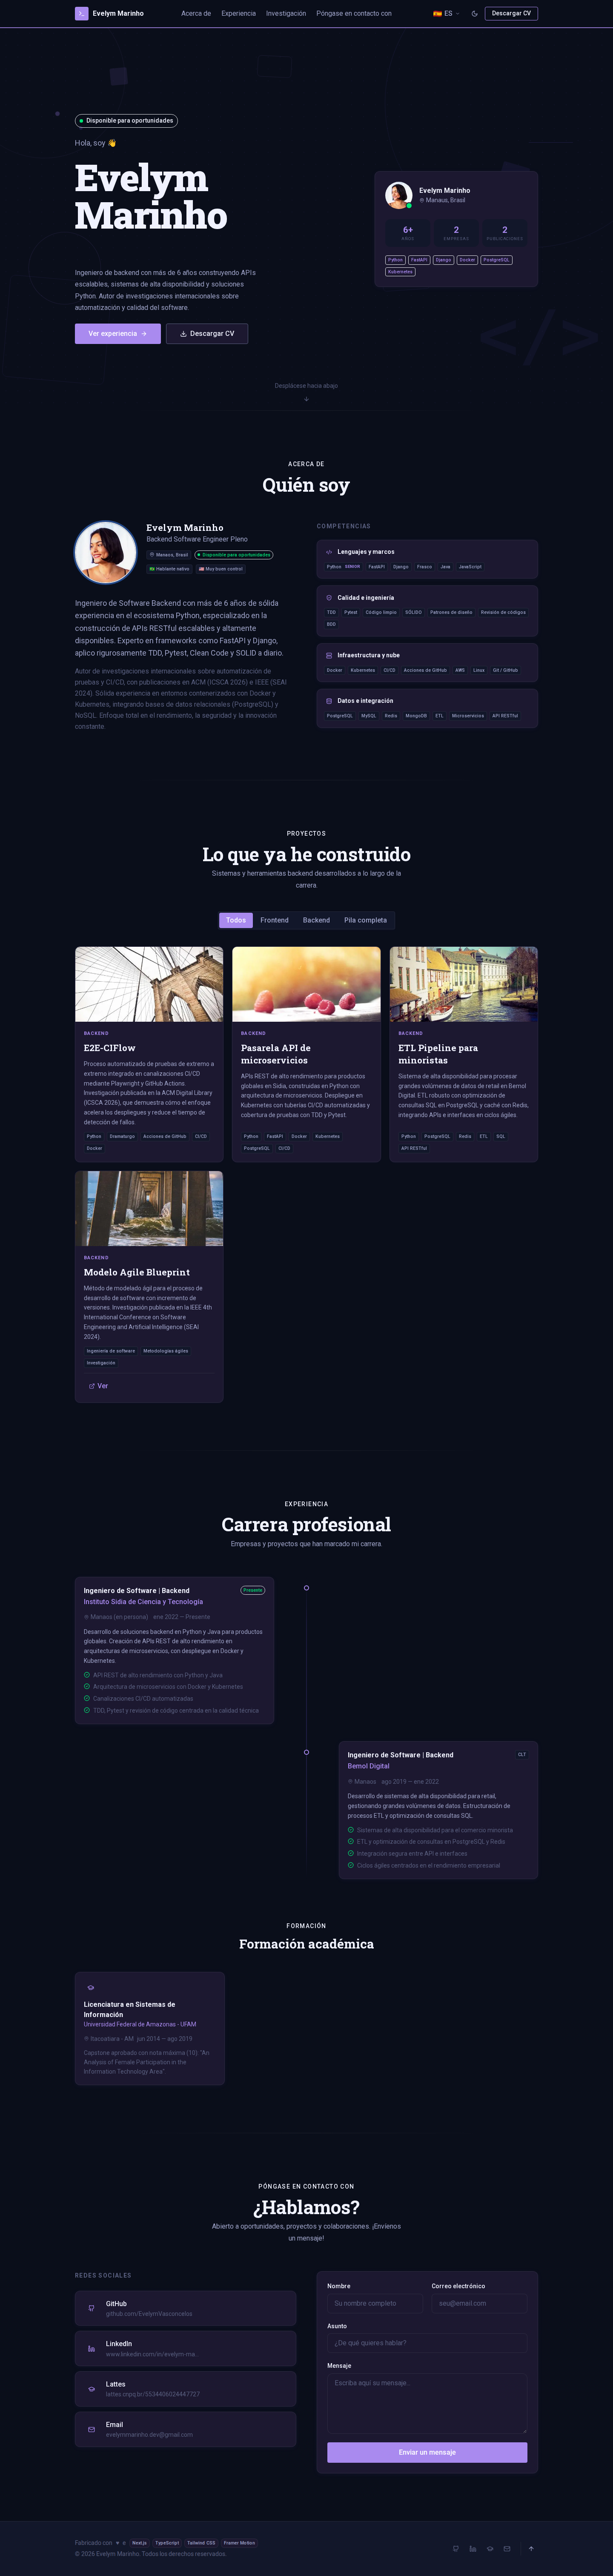 Evelym Marinho
Acerca de
Experiencia
Investigación
Póngase en contacto con
ES
Descargar CV
Disponible para oportunidades
Hola, soy 👋
Evelym
Marinho
Ingeniero de backend con más de 6 años construyendo APIs
escalables, sistemas de alta disponibilidad y soluciones
Python. Autor de investigaciones internacionales sobre
automatización y calidad del software.
Ver experiencia →
Descargar CV
Evelym Marinho
Manaus, Brasil
6+
AÑOS
2
EMPRESAS
2
PUBLICACIONES
Python
FastAPI
Django
Docker
PostgreSQL
Kubernetes
</>
Desplácese hacia abajo
ACERCA DE
Quién soy
Evelym Marinho
Backend Software Engineer Pleno
Manaus, Brasil
Disponible para oportunidades
Hablante nativo
Muy buen control
Ingeniero de Software Backend con más de 6 años de sólida
experiencia en el ecosistema Python, especializado en la
construcción de APIs RESTful escalables y altamente
disponibles. Experto en frameworks como FastAPI y Django,
aplico rigurosamente TDD, Pytest, Clean Code y SOLID a diario.
Autor de investigaciones internacionales sobre automatización de
pruebas y CI/CD, con publicaciones en ACM (ICSCA 2026) e IEEE (SEAI
2024). Sólida experiencia en entornos contenerizados con Docker y
Kubernetes, integrando bases de datos relacionales (PostgreSQL) y
NoSQL. Enfoque total en el rendimiento, la seguridad y la innovación
constante.
COMPETENCIAS
Lenguajes y marcos
Python SENIOR
FastAPI
Django
Frasco
Java
JavaScript
Calidad e ingeniería
TDD
Pytest
Código limpio
SÓLIDO
Patrones de diseño
Revisión de códigos
BDD
Infraestructura y nube
Docker
Kubernetes
CI/CD
Acciones de GitHub
AWS
Linux
Git / GitHub
Datos e integración
PostgreSQL
MySQL
Redis
MongoDB
ETL
Microservicios
API RESTful
PROYECTOS
Lo que ya he construido
Sistemas y herramientas backend desarrollados a lo largo de la
carrera.
Todos
Frontend
Backend
Pila completa
BACKEND
E2E-CIFlow
Proceso automatizado de pruebas de extremo a
extremo integrado en canalizaciones CI/CD
mediante Playwright y GitHub Actions.
Investigación publicada en la ACM Digital Library
(ICSCA 2026), que demuestra cómo el enfoque
acelera los despliegues y reduce el tiempo de
detección de fallos.
Python
Dramaturgo
Acciones de GitHub
CI/CD
Docker
BACKEND
Pasarela API de
microservicios
APIs REST de alto rendimiento para productos
globales en Sidia, construidas en Python con
arquitectura de microservicios. Despliegue en
Kubernetes con tuberías CI/CD automatizadas y
cobertura de pruebas con TDD y Pytest.
Python
FastAPI
Docker
Kubernetes
PostgreSQL
CI/CD
BACKEND
ETL Pipeline para
minoristas
Sistema de alta disponibilidad para procesar
grandes volúmenes de datos de retail en Bemol
Digital. ETL robusto con optimización de
consultas SQL en PostgreSQL y caché con Redis,
integrando APIs e interfaces en ciclos ágiles.
Python
PostgreSQL
Redis
ETL
SQL
API RESTful
BACKEND
Modelo Agile Blueprint
Método de modelado ágil para el proceso de
desarrollo de software con incremento de
versiones. Investigación publicada en la IEEE 4th
International Conference on Software
Engineering and Artificial Intelligence (SEAI
2024).
Ingeniería de software
Metodologías ágiles
Investigación
Ver
EXPERIENCIA
Carrera profesional
Empresas y proyectos que han marcado mi carrera.
Ingeniero de Software | Backend
Presente
Instituto Sidia de Ciencia y Tecnología
Manaos (en persona) ene 2022 — Presente
Desarrollo de soluciones backend en Python y Java para productos
globales. Creación de APIs REST de alto rendimiento en
arquitecturas de microservicios, con despliegue en Docker y
Kubernetes.
API REST de alto rendimiento con Python y Java
Arquitectura de microservicios con Docker y Kubernetes
Canalizaciones CI/CD automatizadas
TDD, Pytest y revisión de código centrada en la calidad técnica
Ingeniero de Software | Backend
CLT
Bemol Digital
Manaos ago 2019 — ene 2022
Desarrollo de sistemas de alta disponibilidad para retail,
gestionando grandes volúmenes de datos. Estructuración de
procesos ETL y optimización de consultas SQL.
Sistemas de alta disponibilidad para el comercio minorista
ETL y optimización de consultas en PostgreSQL y Redis
Integración segura entre API e interfaces
Ciclos ágiles centrados en el rendimiento empresarial
FORMACIÓN
Formación académica
Licenciatura en Sistemas de
Información
Universidad Federal de Amazonas - UFAM
Itacoatiara - AM jun 2014 — ago 2019
Capstone aprobado con nota máxima (10): "An
Analysis of Female Participation in the
Information Technology Area".
PÓNGASE EN CONTACTO CON
¿Hablamos?
Abierto a oportunidades, proyectos y colaboraciones. ¡Envíenos
un mensaje!
REDES SOCIALES
GitHub
github.com/EvelymVasconcelos
LinkedIn
www.linkedin.com/in/evelym-me...
Lattes
lattes.cnpq.br/5534406024447727
Email
evelymmarinho.dev@gmail.com
Nombre
Su nombre completo
Correo electrónico
seu@email.com
Asunto
¿De qué quieres hablar?
Mensaje
Escriba aquí su mensaje...
Enviar un mensaje
Fabricado con ♥ e
Next.js
TypeScript
Tailwind CSS
Framer Motion
© 2026 Evelym Marinho. Todos los derechos reservados.